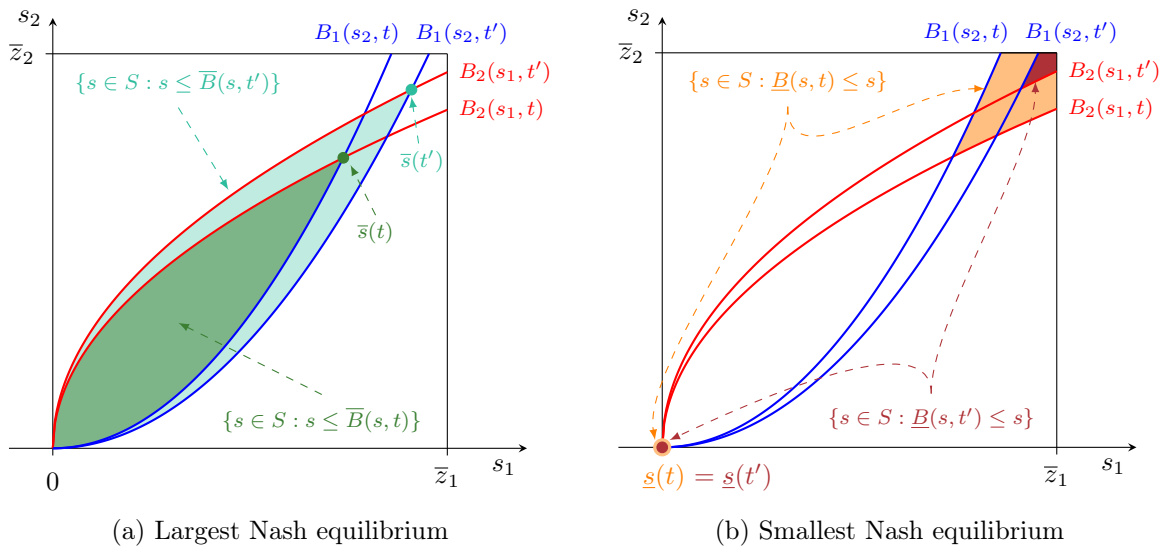 s₂
z̄₂
B₁(s₂, t)
B₁(s₂, t′)
{s ∈ S : s ≤ B̅(s, t′)}
B₂(s₁, t′)
B₂(s₁, t)
s̅(t′)
s̅(t)
{s ∈ S : s ≤ B̅(s, t)}
0
z̄₁
s₁
(a) Largest Nash equilibrium
s₂
z̄₂
B₁(s₂, t)
B₁(s₂, t′)
{s ∈ S : B̲(s, t) ≤ s}
B₂(s₁, t′)
B₂(s₁, t)
{s ∈ S : B̲(s, t′) ≤ s}
s̲(t) = s̲(t′)
z̄₁
s₁
(b) Smallest Nash equilibrium